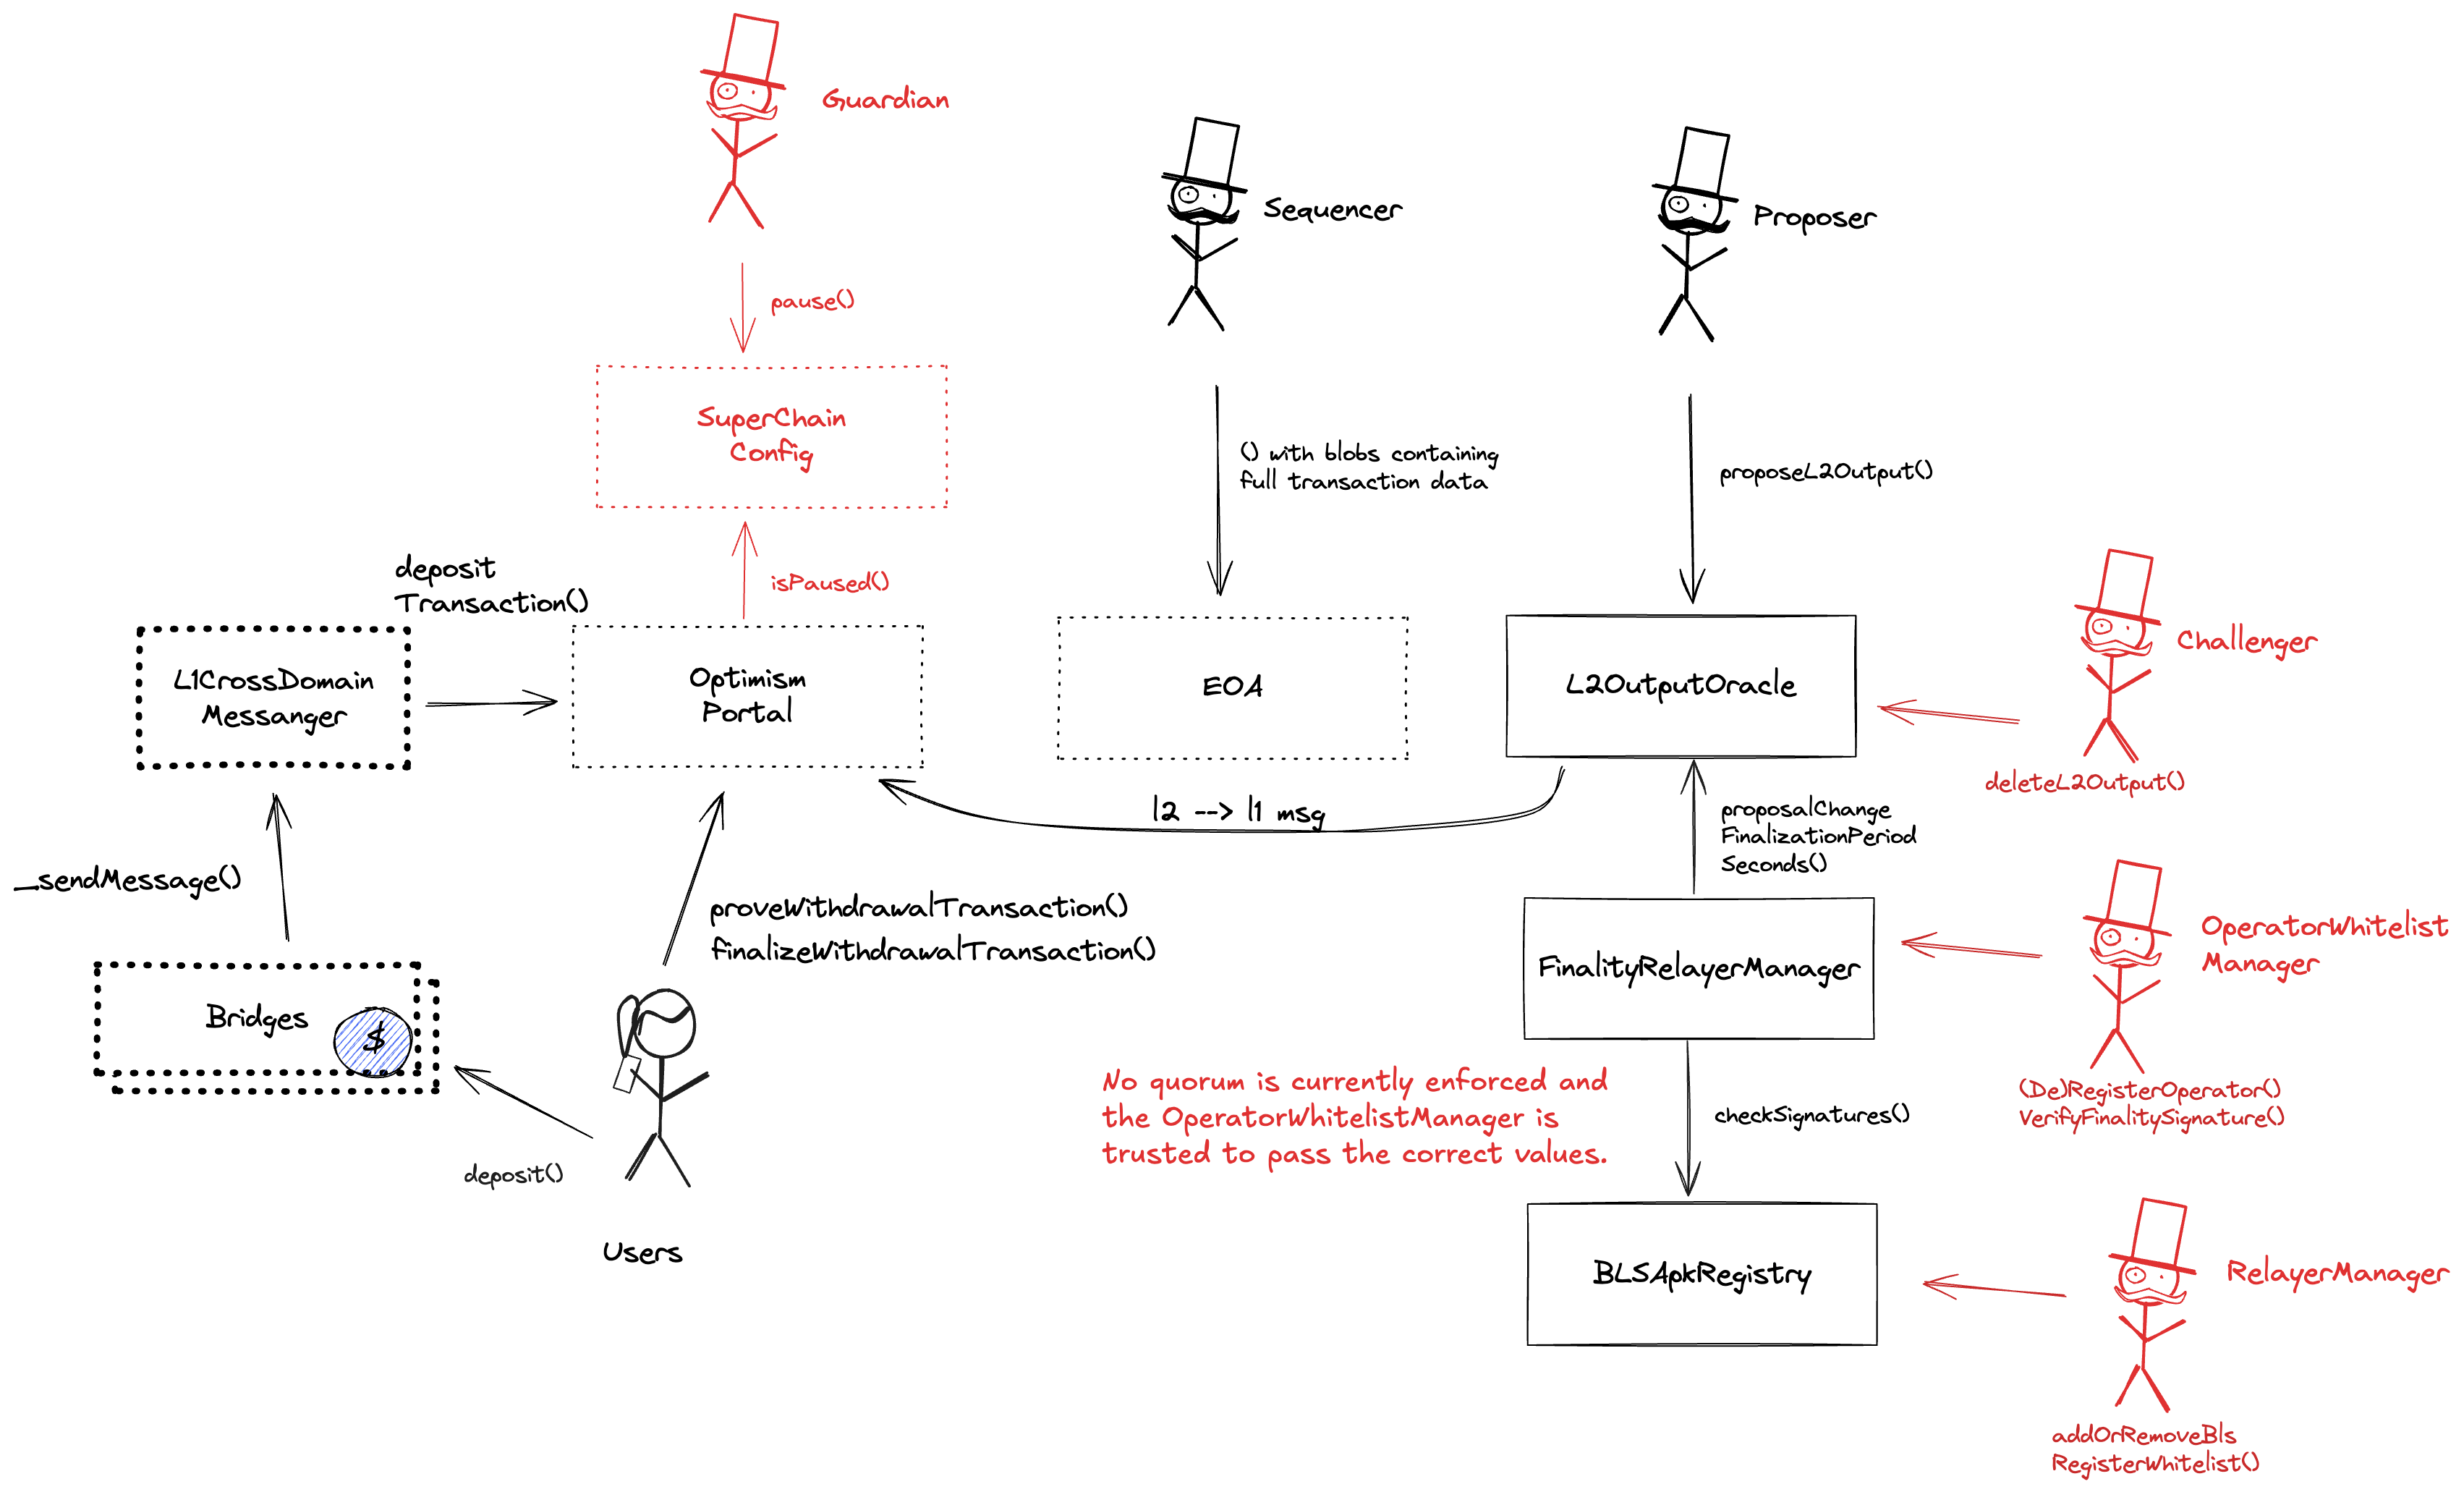 Guardian
Sequencer
Proposer
pause()
SuperChain
Config
() with blobs containing
full transaction data
proposeL2Output()
deposit
Transaction()
isPaused()
L1CrossDomain
Messanger
Optimism
Portal
EOA
L2OutputOracle
Challenger
deleteL2Output()
l2 --> l1 msg
proposalChange
FinalizationPeriod
Seconds()
_sendMessage()
proveWithdrawalTransaction()
finalizeWithdrawalTransaction()
FinalityRelayerManager
OperatorWhitelist
Manager
Bridges
$
(De)RegisterOperator()
VerifyFinalitySignature()
No quorum is currently enforced and
the OperatorWhitelistManager is
trusted to pass the correct values.
checkSignatures()
deposit()
Users
BLSApkRegistry
RelayerManager
addOrRemoveBls
RegisterWhitelist()